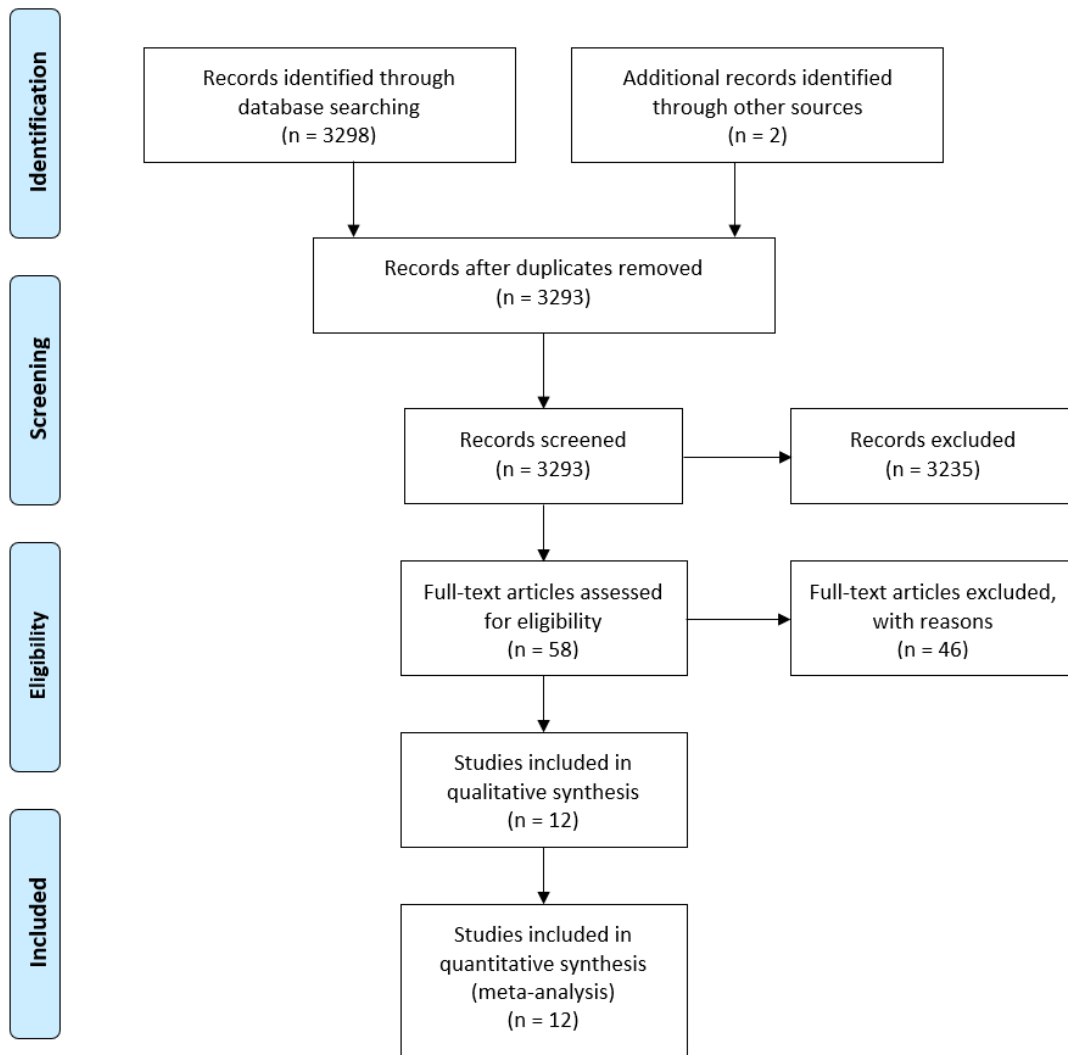 Identification
Records identified through
database searching
(n = 3298)
Additional records identified
through other sources
(n = 2)
Records after duplicates removed
(n = 3293)
Screening
Records screened
(n = 3293)
Records excluded
(n = 3235)
Eligibility
Full-text articles assessed
for eligibility
(n = 58)
Full-text articles excluded,
with reasons
(n = 46)
Studies included in
qualitative synthesis
(n = 12)
Included
Studies included in
quantitative synthesis
(meta-analysis)
(n = 12)